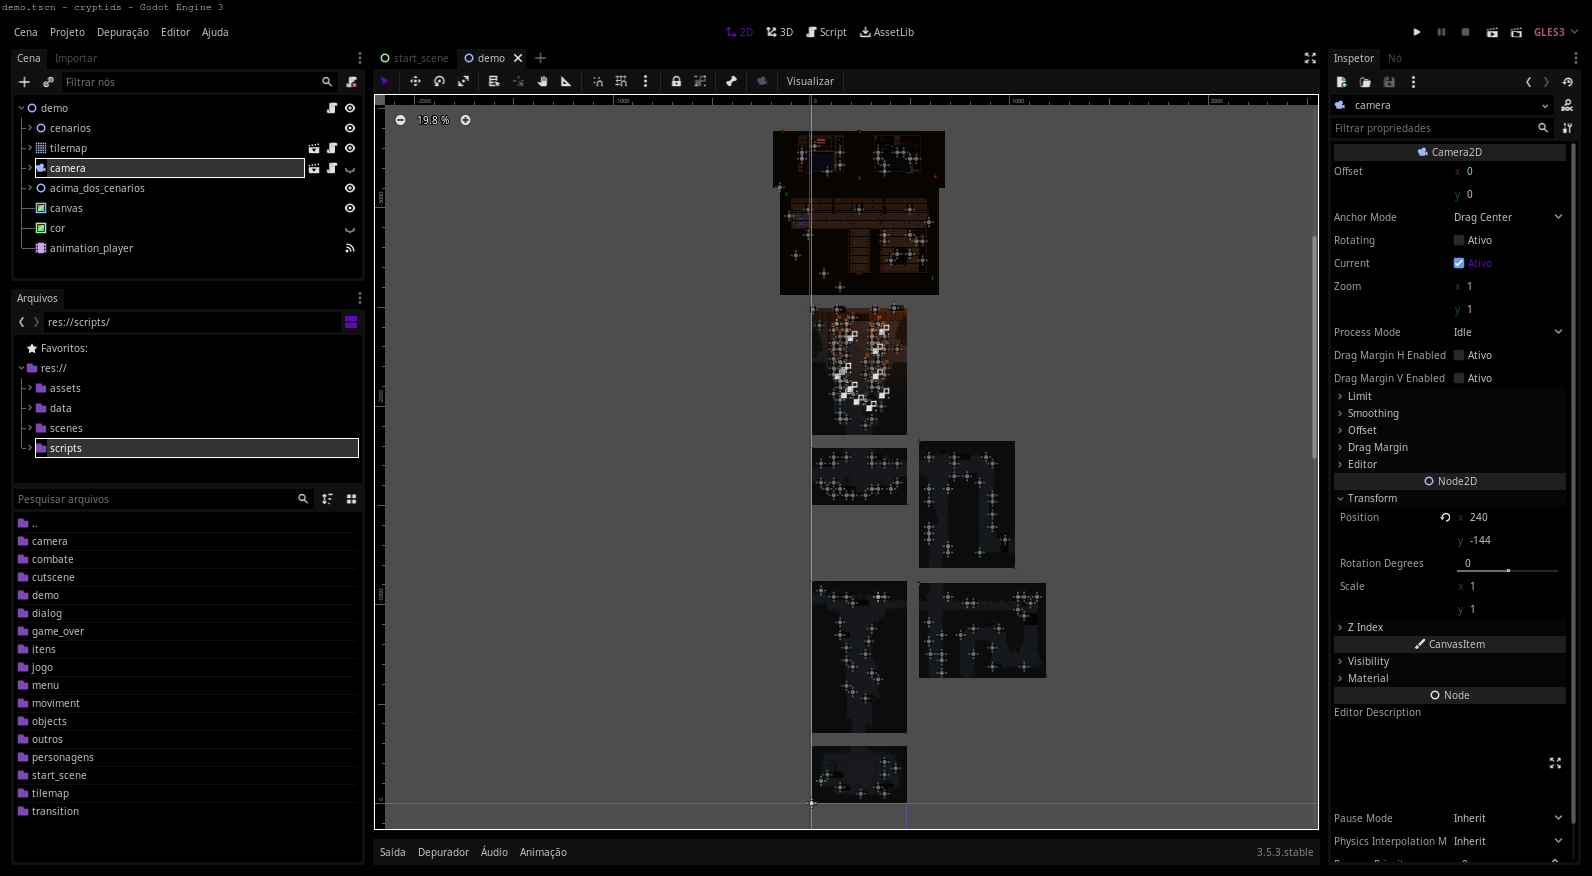 demo.tscn - cryptids - Godot Engine 3
Cena Projeto Depuração Editor Ajuda
2D 3D Script AssetLib
GLES3
Cena Importar
Filtrar nós
demo
cenarios
tilemap
camera
acima_dos_cenarios
canvas
cor
animation_player
Arquivos
res://scripts/
Favoritos:
res://
assets
data
scenes
scripts
Pesquisar arquivos
..
camera
combate
cutscene
demo
dialog
game_over
itens
jogo
menu
moviment
objects
outros
personagens
start_scene
tilemap
transition
start_scene demo
Visualizar
-2000 -1000 0 1000 2000
19.8 %
Saída Depurador Áudio Animação
3.5.3.stable
Inspetor Nó
camera
Filtrar propriedades
Camera2D
Offset x 0
y 0
Anchor Mode Drag Center
Rotating Ativo
Current Ativo
Zoom x 1
y 1
Process Mode Idle
Drag Margin H Enabled Ativo
Drag Margin V Enabled Ativo
Limit
Smoothing
Offset
Drag Margin
Editor
Node2D
Transform
Position x 240
y -144
Rotation Degrees 0
Scale x 1
y 1
Z Index
CanvasItem
Visibility
Material
Node
Editor Description
Pause Mode Inherit
Physics Interpolation M Inherit